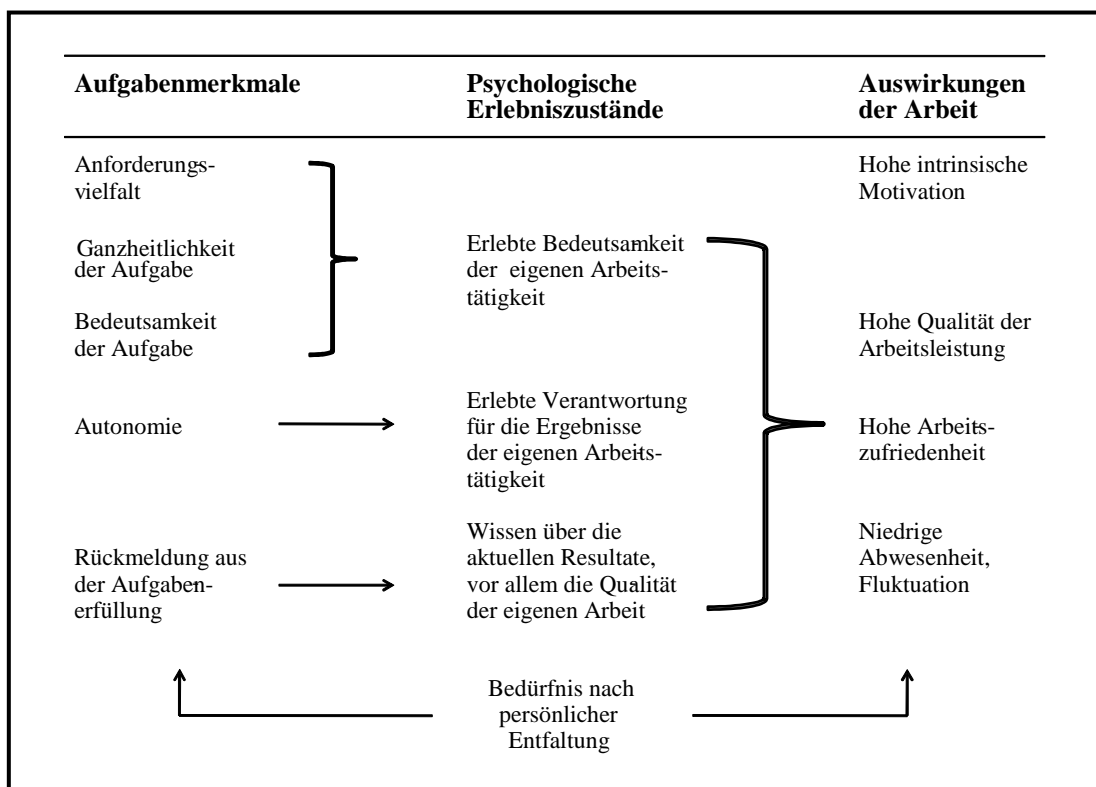 Aufgabenmerkmale
Psychologische
Erlebniszustände
Auswirkungen
der Arbeit
Anforderungs-
vielfalt
Ganzheitlichkeit
der Aufgabe
Bedeutsamkeit
der Aufgabe
Autonomie
Rückmeldung aus
der Aufgaben-
erfüllung
Erlebte Bedeutsamkeit
der eigenen Arbeits-
tätigkeit
Erlebte Verantwortung
für die Ergebnisse
der eigenen Arbeits-
tätigkeit
Wissen über die
aktuellen Resultate,
vor allem die Qualität
der eigenen Arbeit
Hohe intrinsische
Motivation
Hohe Qualität der
Arbeitsleistung
Hohe Arbeits-
zufriedenheit
Niedrige
Abwesenheit,
Fluktuation
Bedürfnis nach
persönlicher
Entfaltung